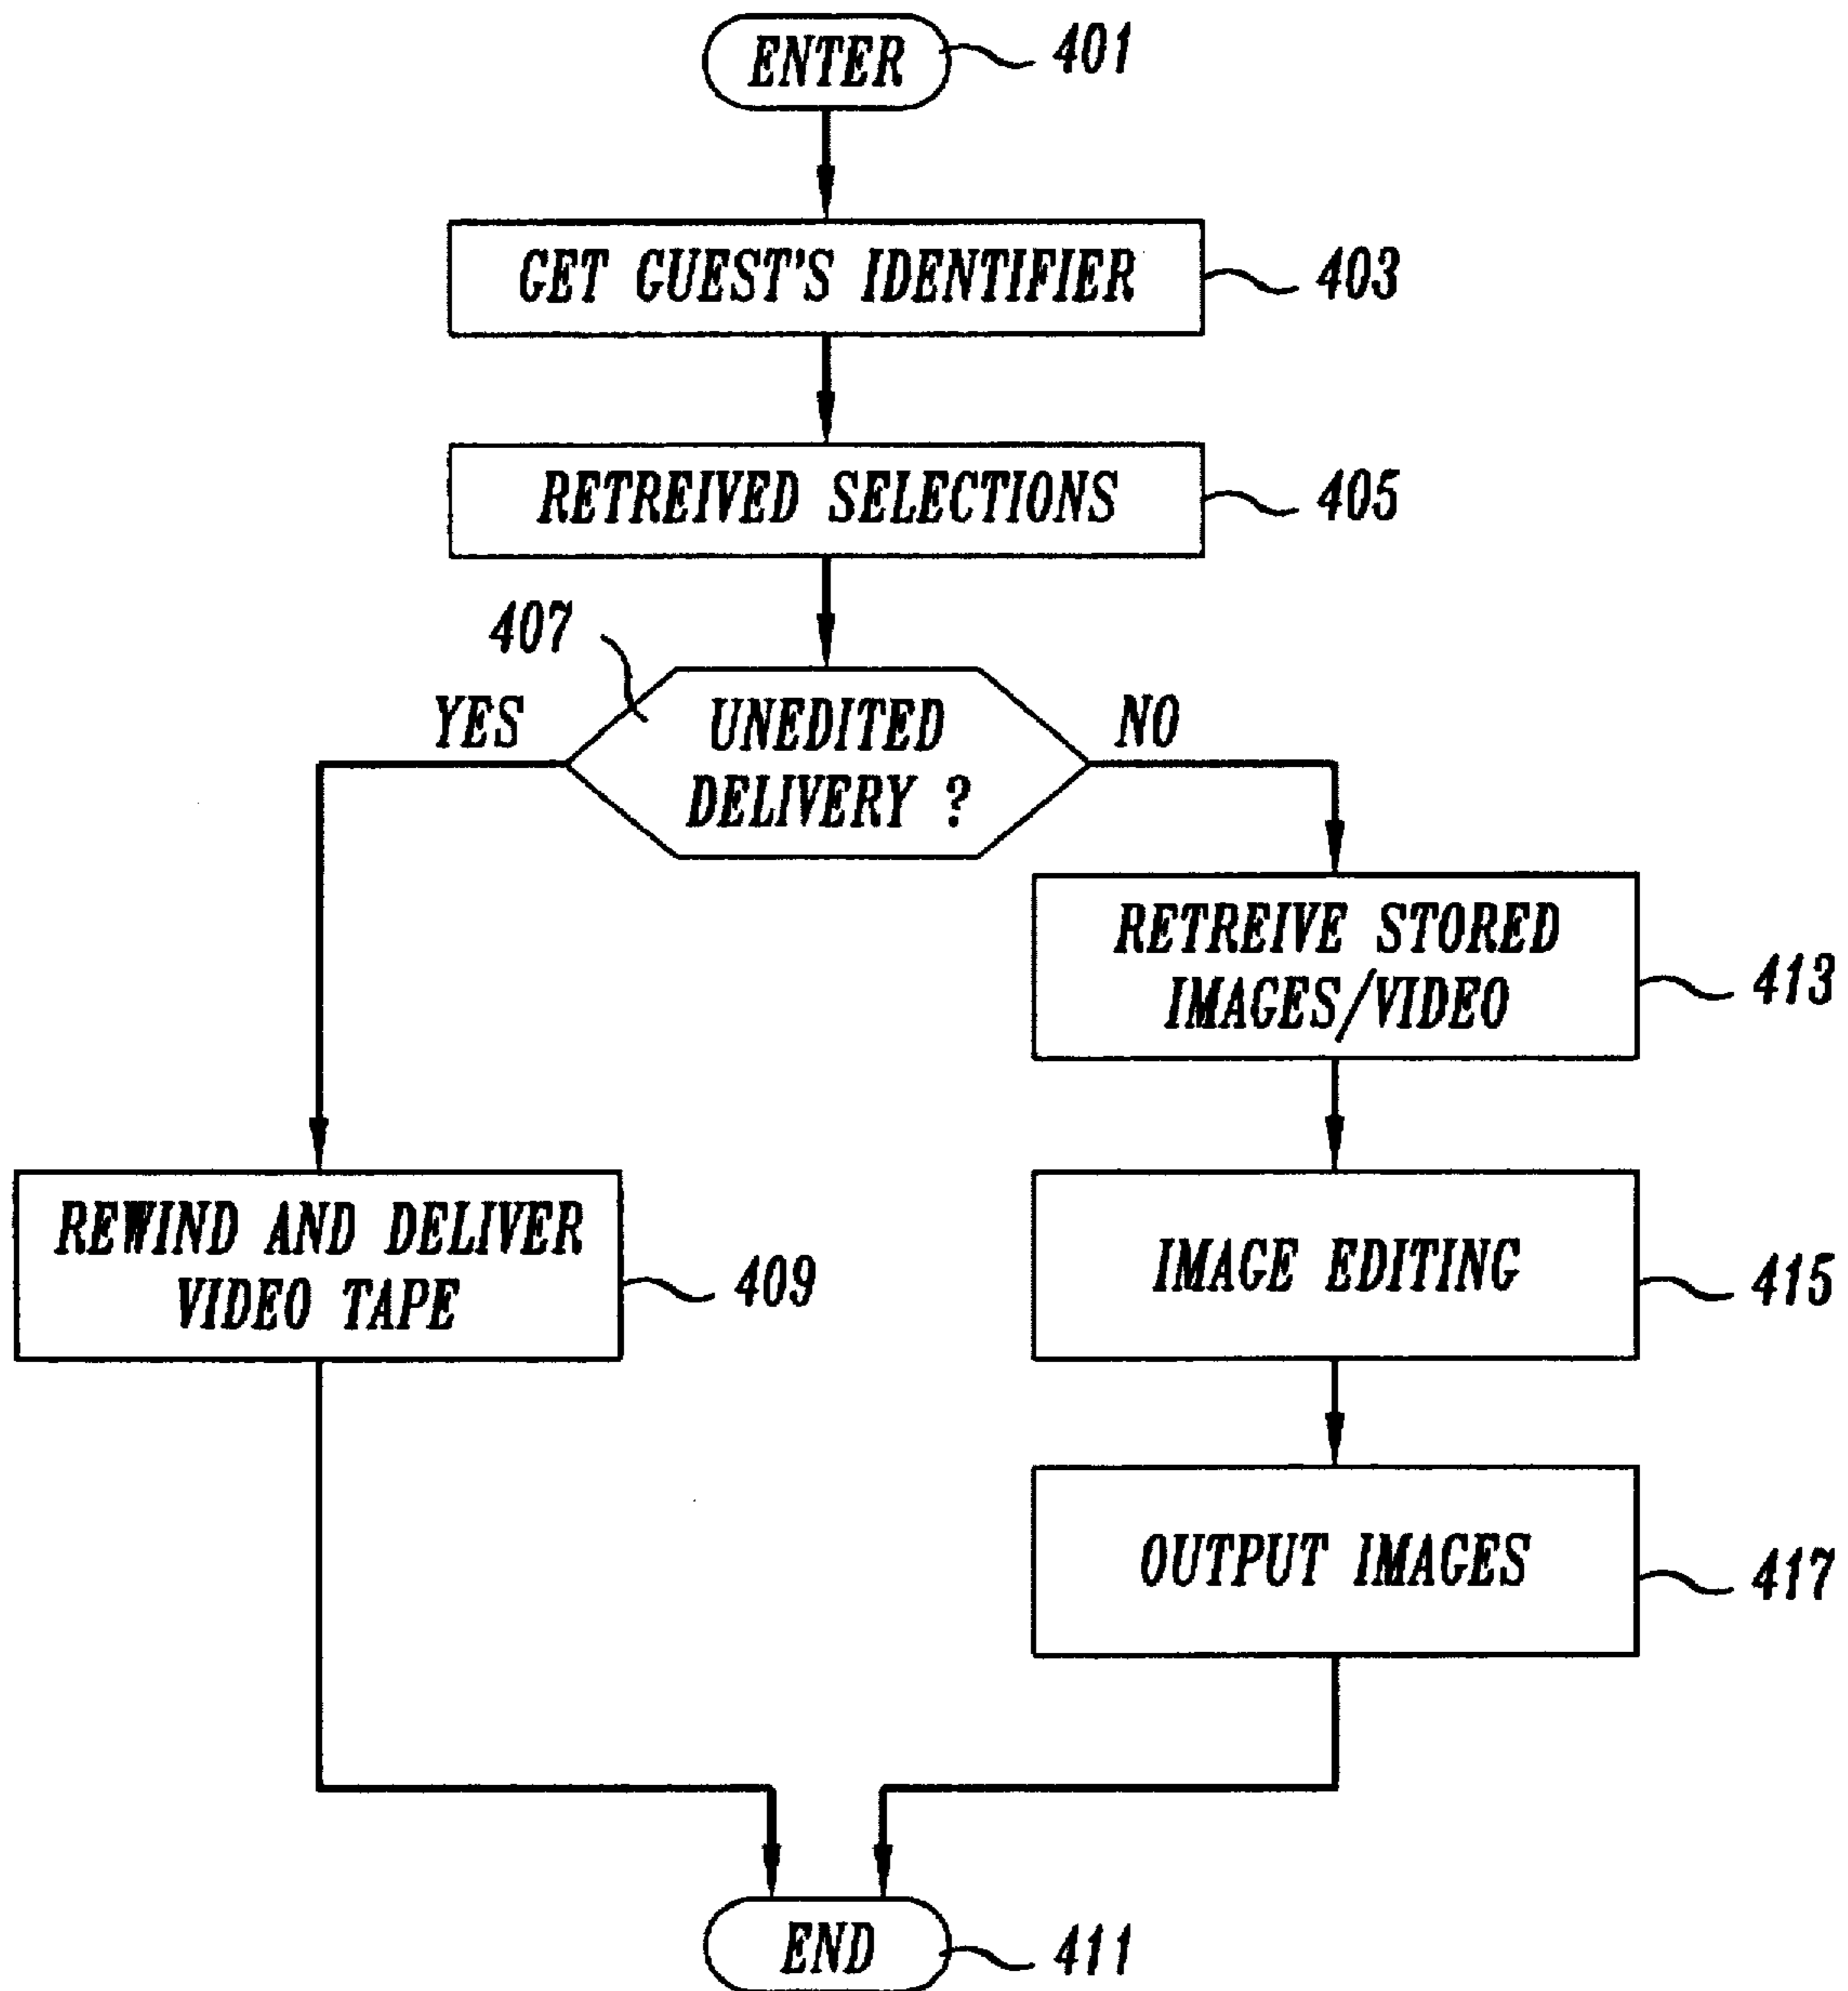 ENTER
401
GET GUEST'S IDENTIFIER
403
RETREIVED SELECTIONS
405
407
YES
UNEDITED
DELIVERY ?
NO
RETREIVE STORED
IMAGES/VIDEO
413
REWIND AND DELIVER
VIDEO TAPE
409
IMAGE EDITING
415
OUTPUT IMAGES
417
END
411